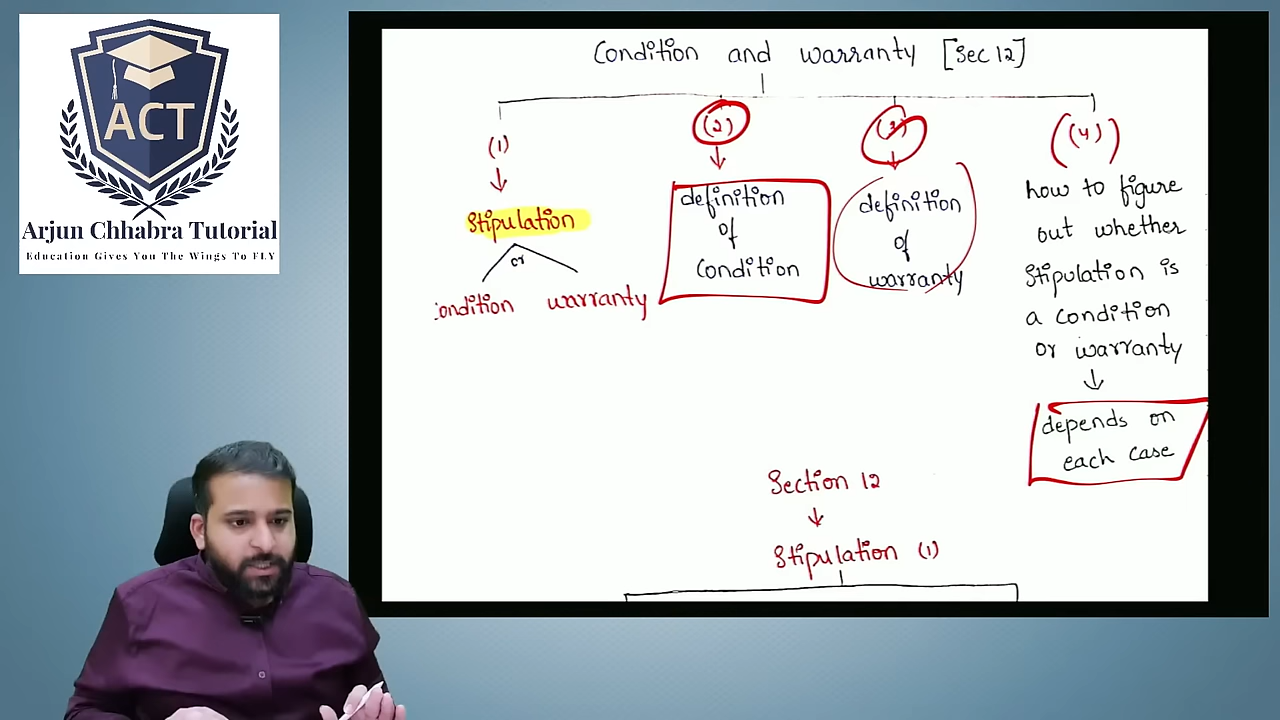 ACT
Arjun Chhabra Tutorial
Education Gives You The Wings To FLY
Condition and warranty [Sec 12]
(1)
Stipulation
or
condition warranty
(2)
definition
of
Condition
(3)
definition
of
warranty
(4)
how to figure
out whether
Stipulation is
a condition
or warranty
depends on
each case
Section 12
Stipulation (1)